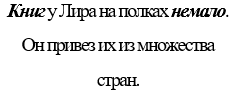 Книг у Лира на полках немало.
Он привез их из множества
стран.